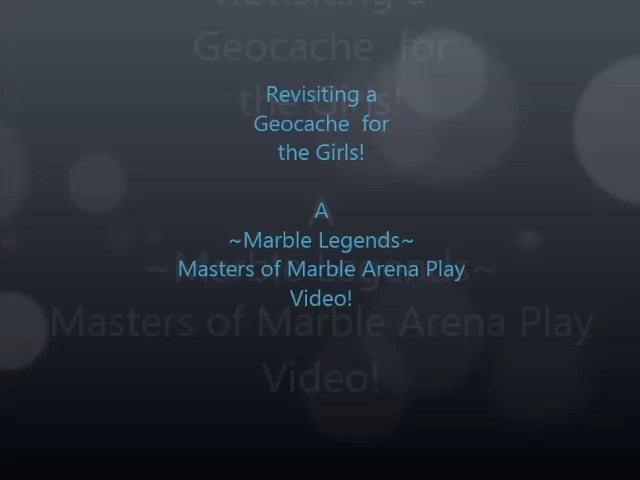 Revisiting a
Geocache for
the Girls!
A
~Marble Legends~
Masters of Marble Arena Play
Video!